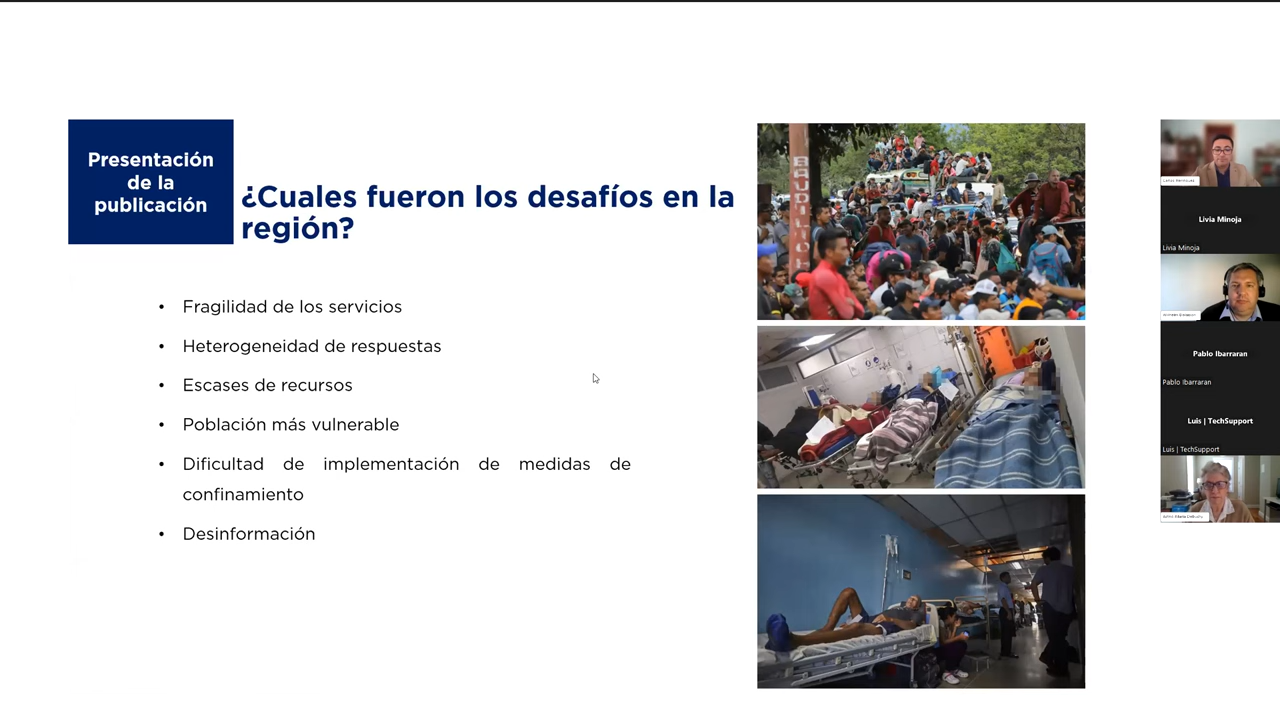 Presentación
de la
publicación
¿Cuales fueron los desafíos en la
región?
• Fragilidad de los servicios
• Heterogeneidad de respuestas
• Escases de recursos
• Población más vulnerable
• Dificultad de implementación de medidas de
confinamiento
• Desinformación
Livia Minoja
Livia Minoja
Pablo Ibarraran
Pablo Ibarraran
Luis | TechSupport
Luis | TechSupport